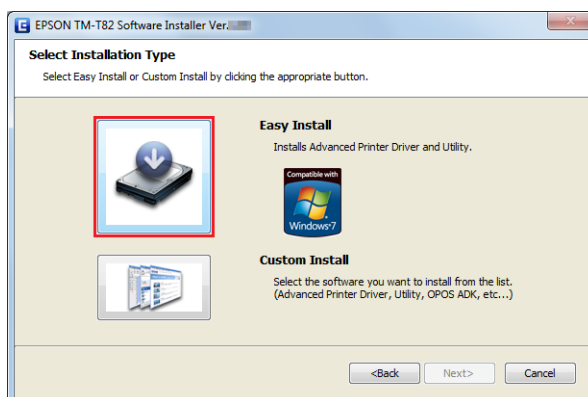 EPSON TM-T82 Software Installer Ver.
Select Installation Type
Select Easy Install or Custom Install by clicking the appropriate button.
Easy Install
Installs Advanced Printer Driver and Utility.
Compatible with
Windows®7
Custom Install
Select the software you want to install from the list.
(Advanced Printer Driver, Utility, OPOS ADK, etc...)
<Back
Next>
Cancel